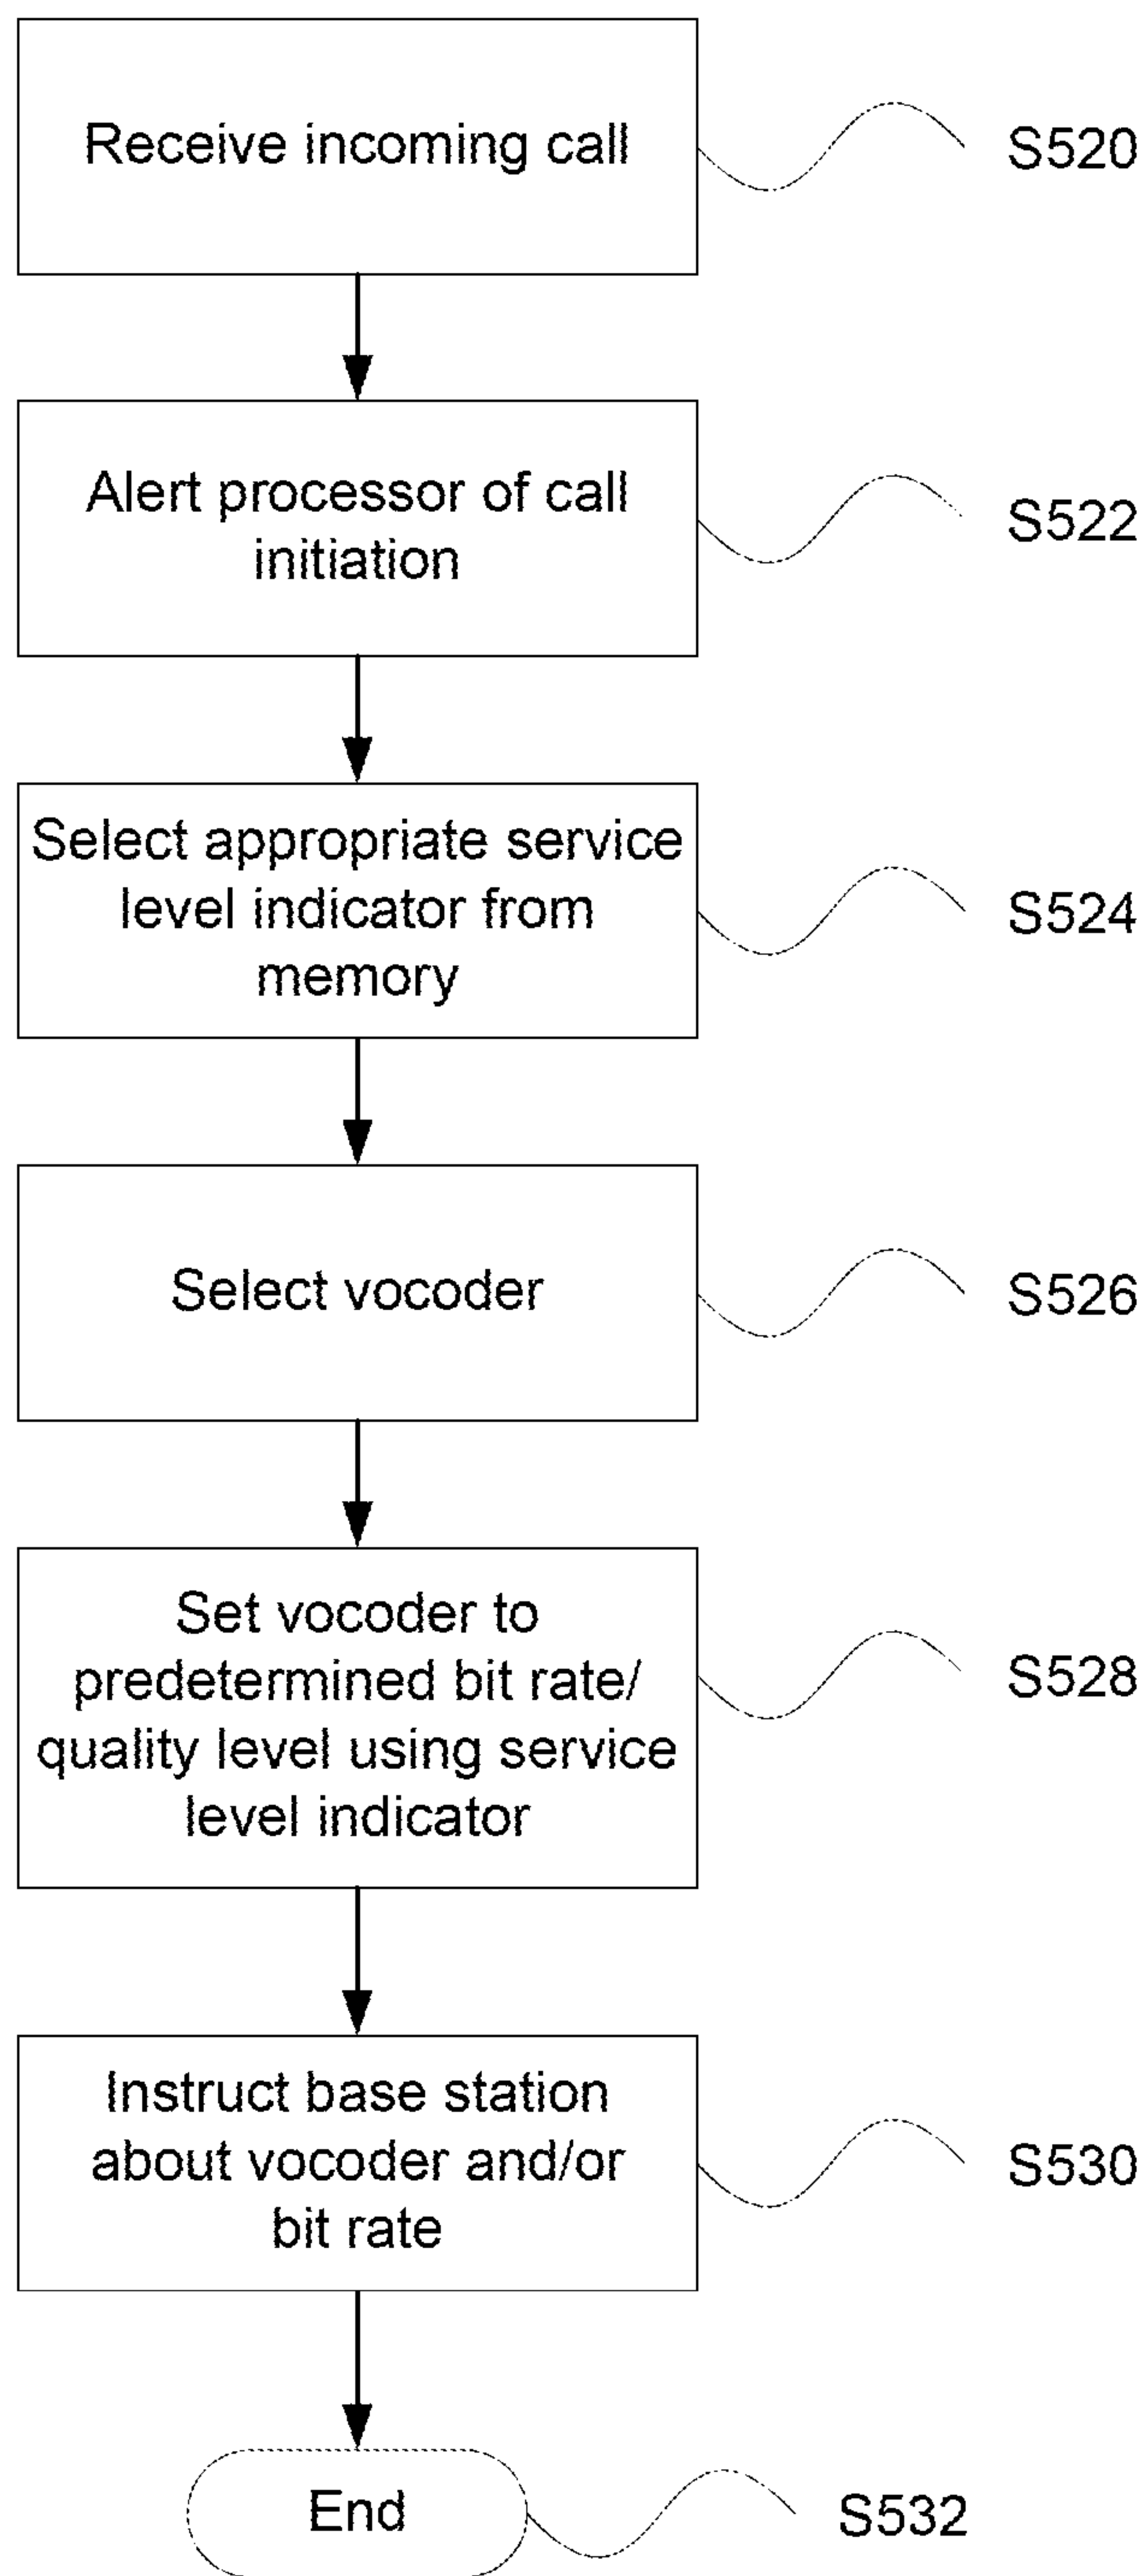 Receive incoming call
S520
Alert processor of call
initiation
S522
Select appropriate service
level indicator from
memory
S524
Select vocoder
S526
Set vocoder to
predetermined bit rate/
quality level using service
level indicator
S528
Instruct base station
about vocoder and/or
bit rate
S530
End
S532